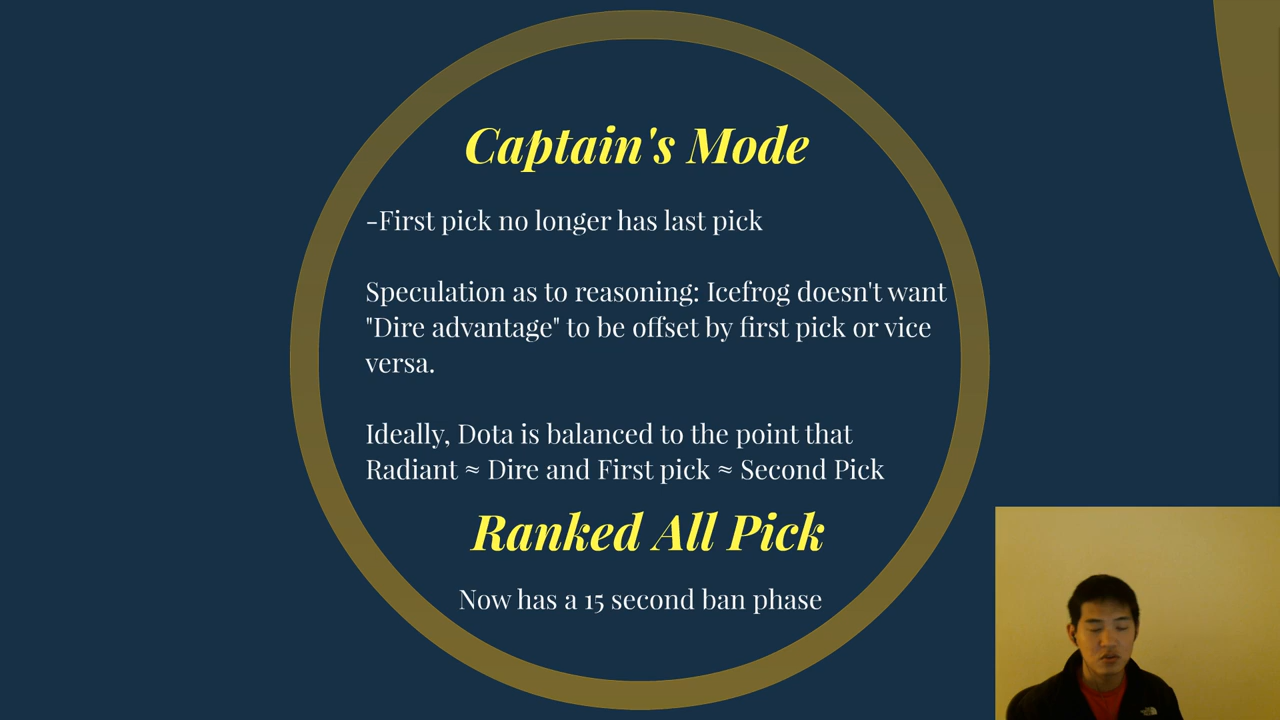 Captain's Mode
-First pick no longer has last pick
Speculation as to reasoning: Icefrog doesn't want
"Dire advantage" to be offset by first pick or vice
versa.
Ideally, Dota is balanced to the point that
Radiant ≈ Dire and First pick ≈ Second Pick
Ranked All Pick
Now has a 15 second ban phase